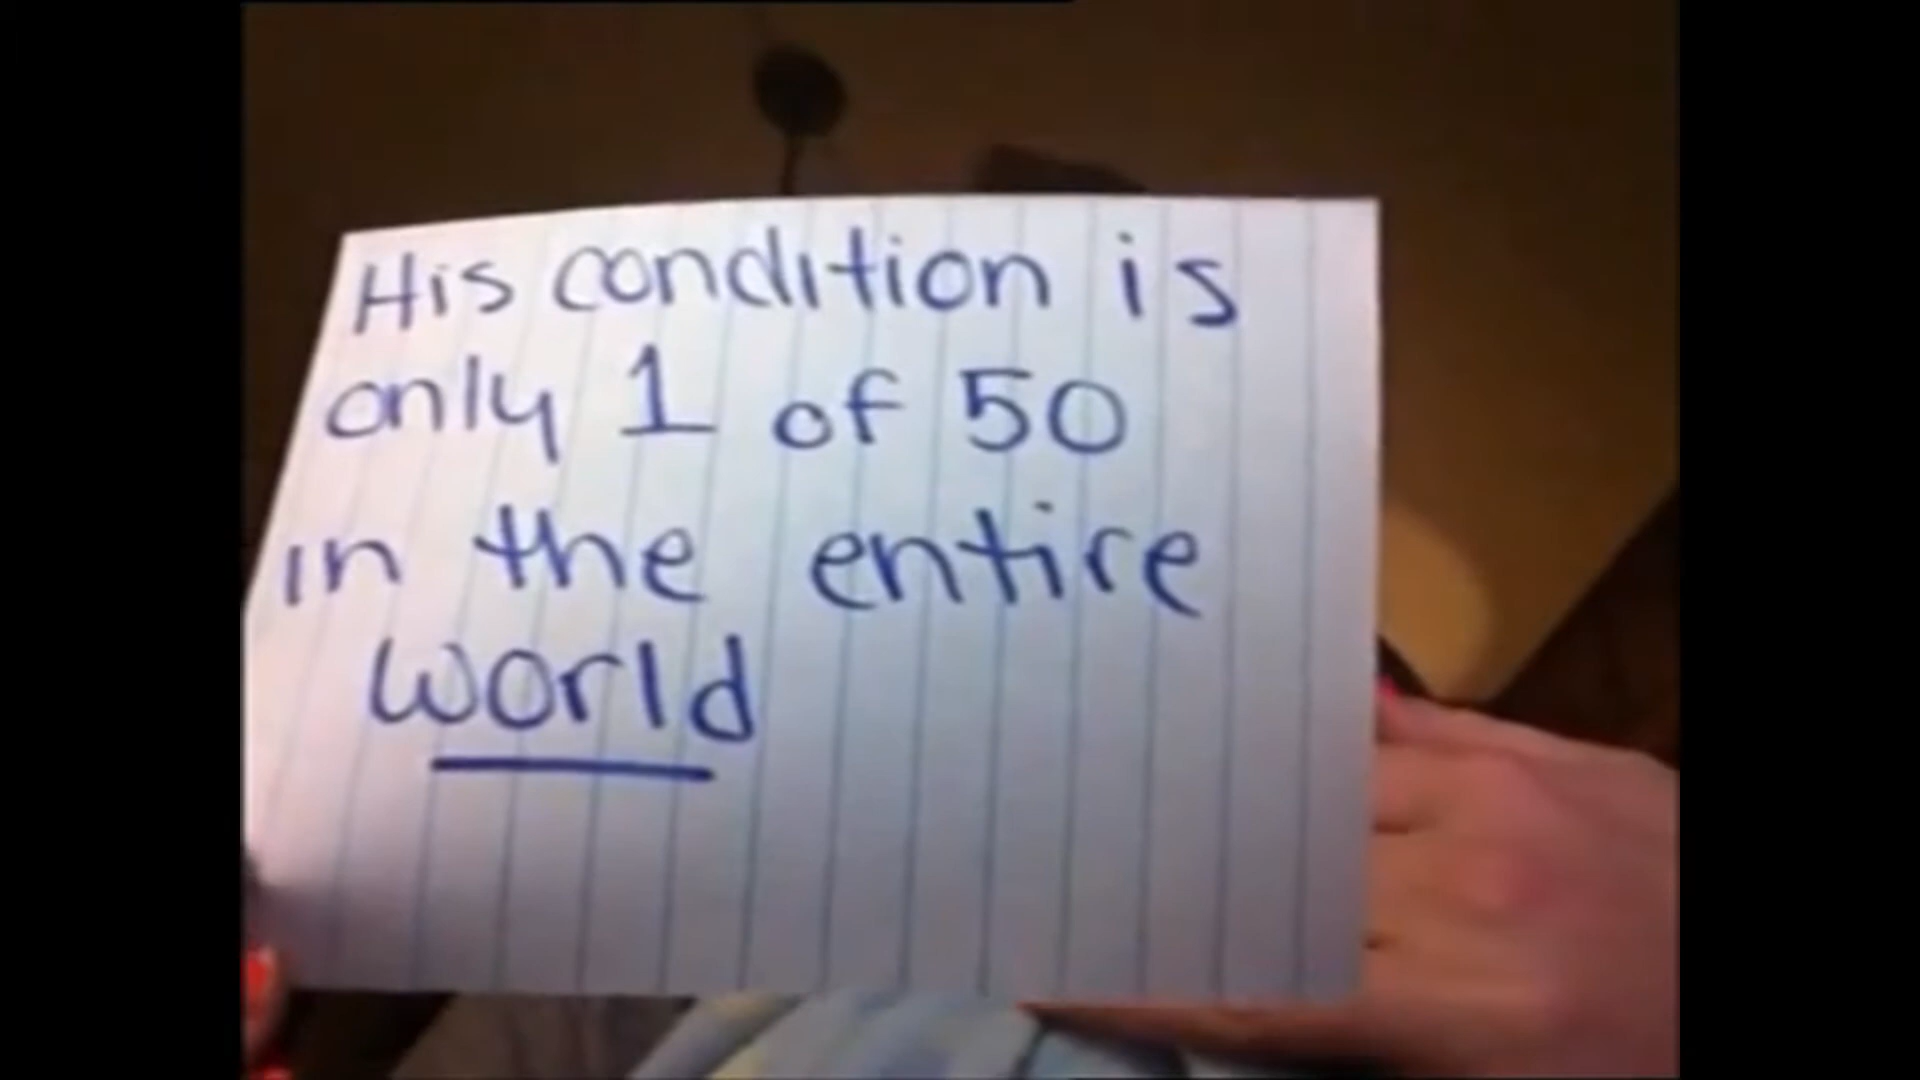 His condition is
only 1 of 50
in the entire
world